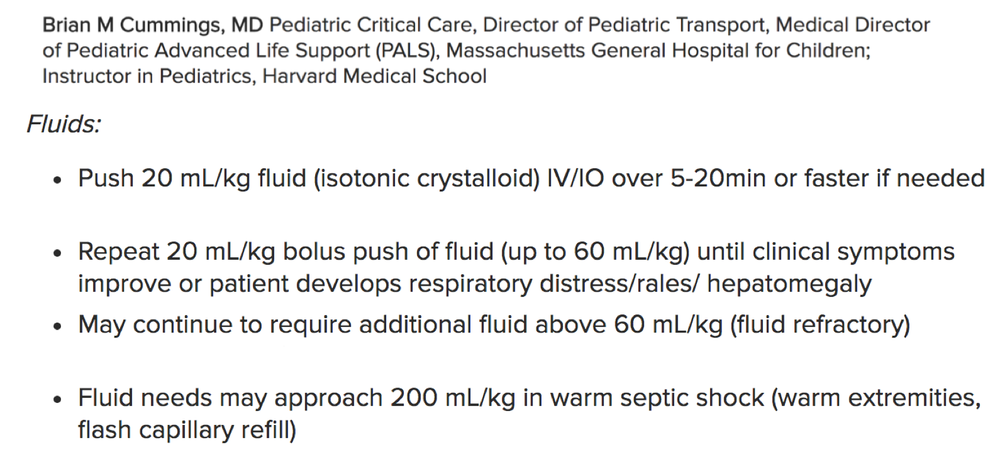 Brian M Cummings, MD Pediatric Critical Care, Director of Pediatric Transport, Medical Director
of Pediatric Advanced Life Support (PALS), Massachusetts General Hospital for Children;
Instructor in Pediatrics, Harvard Medical School
Fluids:
• Push 20 mL/kg fluid (isotonic crystalloid) IV/IO over 5-20min or faster if needed
• Repeat 20 mL/kg bolus push of fluid (up to 60 mL/kg) until clinical symptoms
improve or patient develops respiratory distress/rales/ hepatomegaly
• May continue to require additional fluid above 60 mL/kg (fluid refractory)
• Fluid needs may approach 200 mL/kg in warm septic shock (warm extremities,
flash capillary refill)